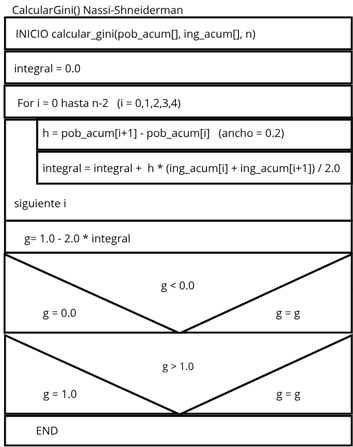 CalcularGini() Nassi-Shneiderman
INICIO calcular_gini(pob_acum[], ing_acum[], n)
integral = 0.0
For i = 0 hasta n-2 (i = 0,1,2,3,4)
h = pob_acum[i+1] - pob_acum[i] (ancho = 0.2)
integral = integral + h * (ing_acum[i] + ing_acum[i+1]) / 2.0
siguiente i
g= 1.0 - 2.0 * integral
g < 0.0
g = 0.0 g = g
g > 1.0
g = 1.0 g = g
END